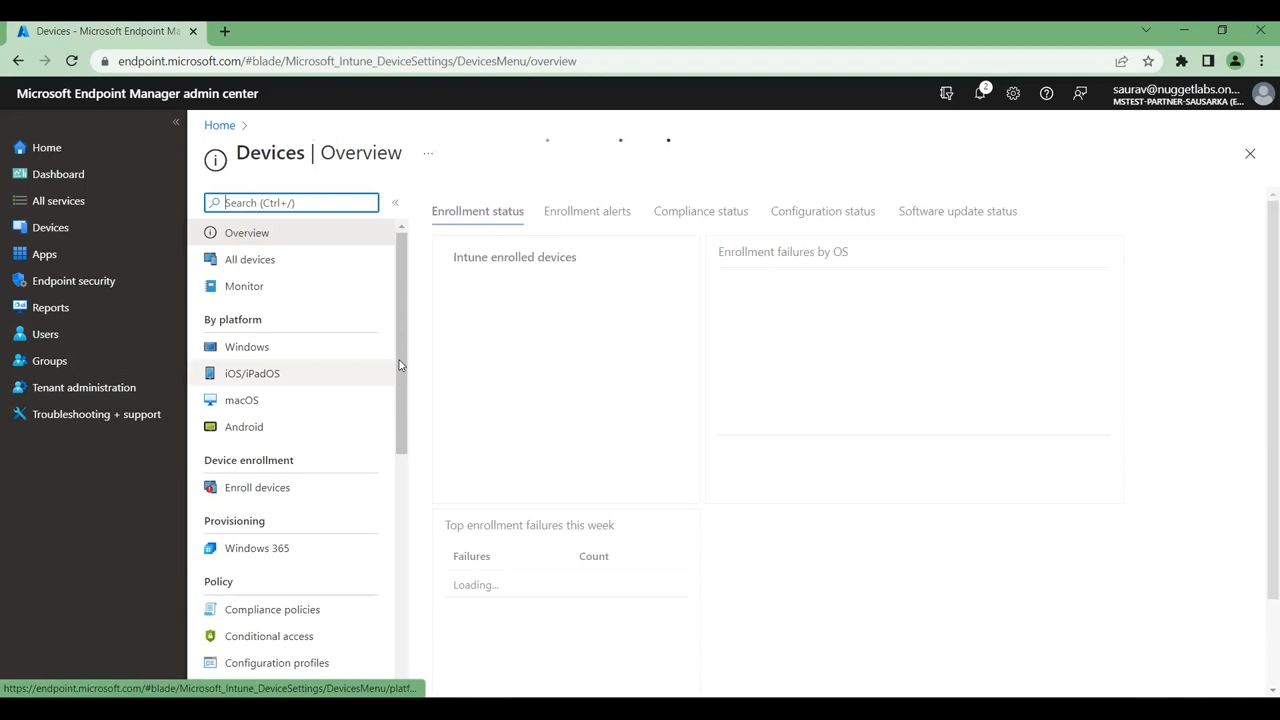 Devices - Microsoft Endpoint Ma
endpoint.microsoft.com/#blade/Microsoft_Intune_DeviceSettings/DevicesMenu/overview
Microsoft Endpoint Manager admin center
2
saurav@nuggetlabs.on...
MSTEST-PARTNER-SAUSARKA (E...
Home
Dashboard
All services
Devices
Apps
Endpoint security
Reports
Users
Groups
Tenant administration
Troubleshooting + support
Home >
Devices | Overview ...
Search (Ctrl+/)
Overview
All devices
Monitor
By platform
Windows
iOS/iPadOS
macOS
Android
Device enrollment
Enroll devices
Provisioning
Windows 365
Policy
Compliance policies
Conditional access
Configuration profiles
Enrollment status
Enrollment alerts
Compliance status
Configuration status
Software update status
Intune enrolled devices
Enrollment failures by OS
Top enrollment failures this week
Failures Count
Loading...
https://endpoint.microsoft.com/#blade/Microsoft_Intune_DeviceSettings/DevicesMenu/platf...